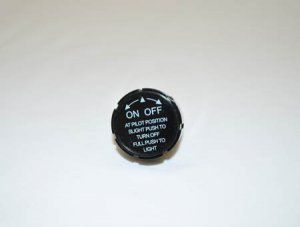 ON OFF
AT PILOT POSITION
SLIGHT PUSH TO
TURN OFF
FULL PUSH TO
LIGHT